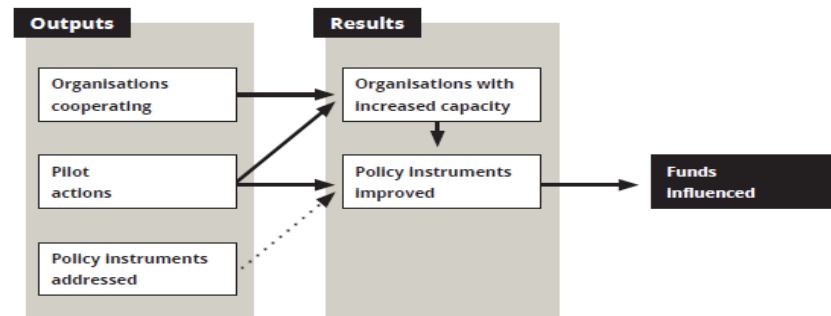 Outputs
Results
Organisations
cooperating
Organisations with
increased capacity
Pilot
actions
Policy Instruments
improved
Funds
Influenced
Policy instruments
addressed